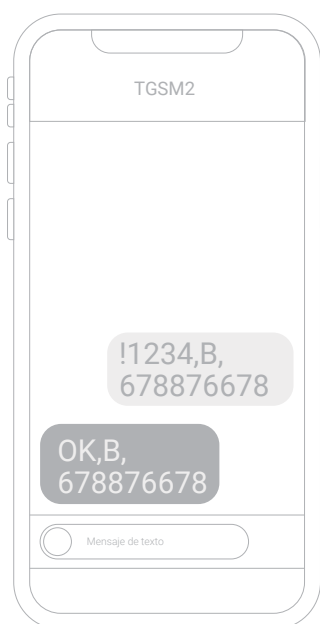 TGSM2
!1234,B,
678876678
OK,B,
678876678
Mensaje de texto